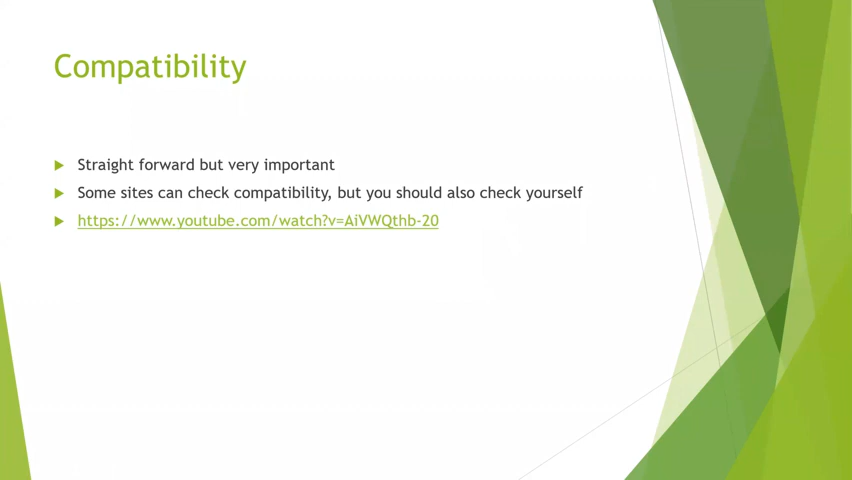 Compatibility
Straight forward but very important
Some sites can check compatibility, but you should also check yourself
https://www.youtube.com/watch?v=AiVWQthb-20